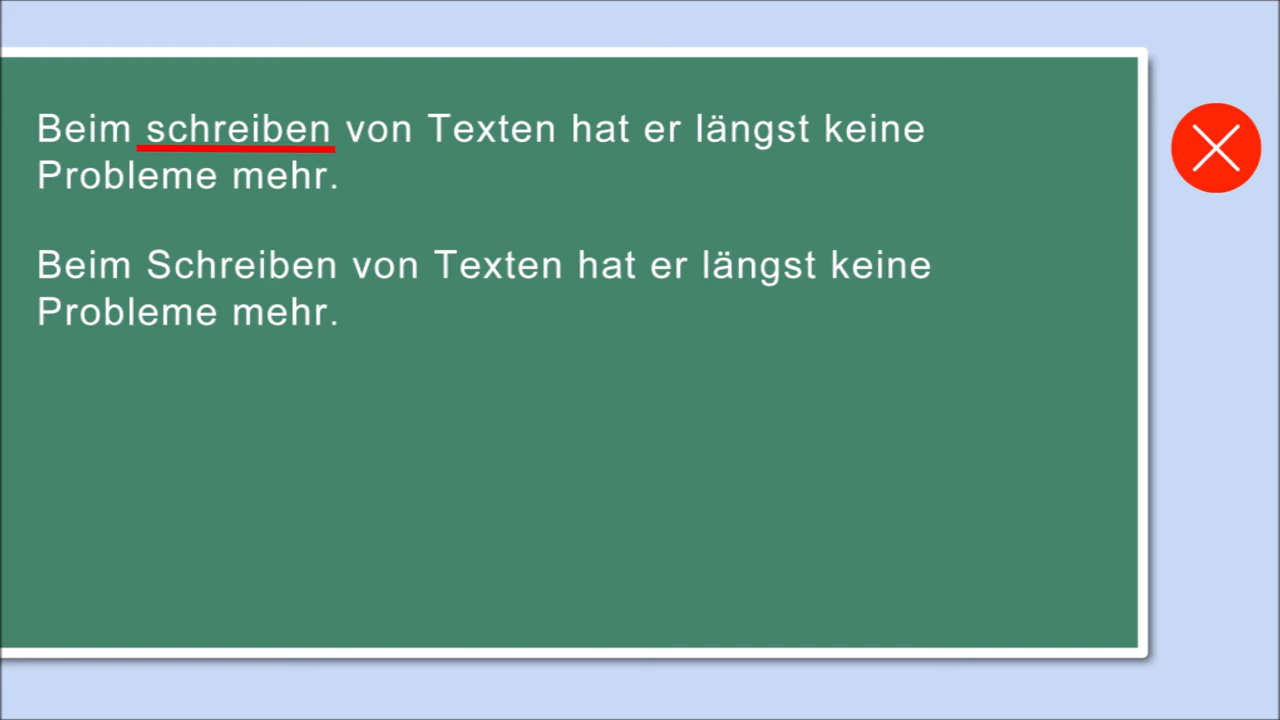 Beim schreiben von Texten hat er längst keine
Probleme mehr.
Beim Schreiben von Texten hat er längst keine
Probleme mehr.